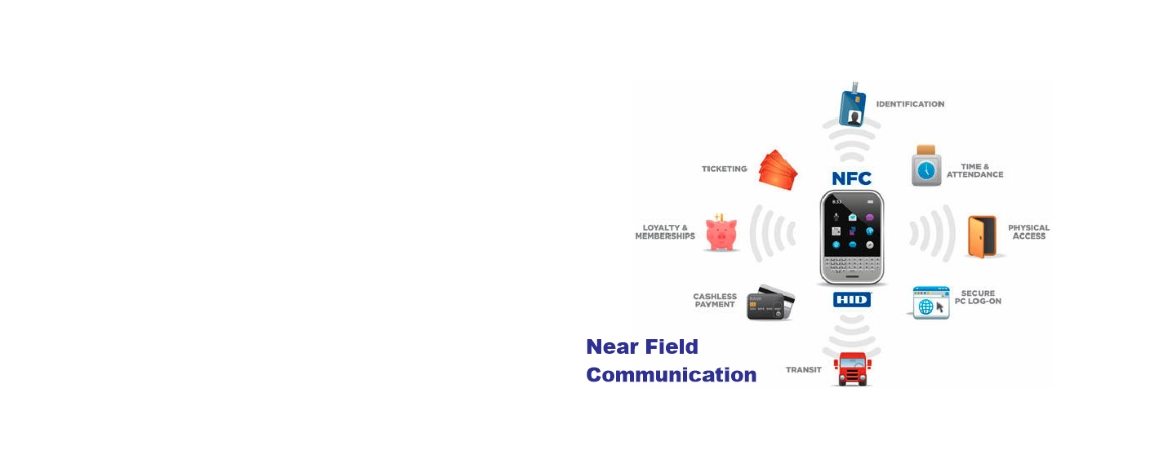 IDENTIFICATION
TICKETING
NFC
TIME &
ATTENDANCE
LOYALTY &
MEMBERSHIPS
PHYSICAL
ACCESS
CASHLESS
PAYMENT
HID
SECURE
PC LOG-ON
Near Field
Communication
TRANSIT